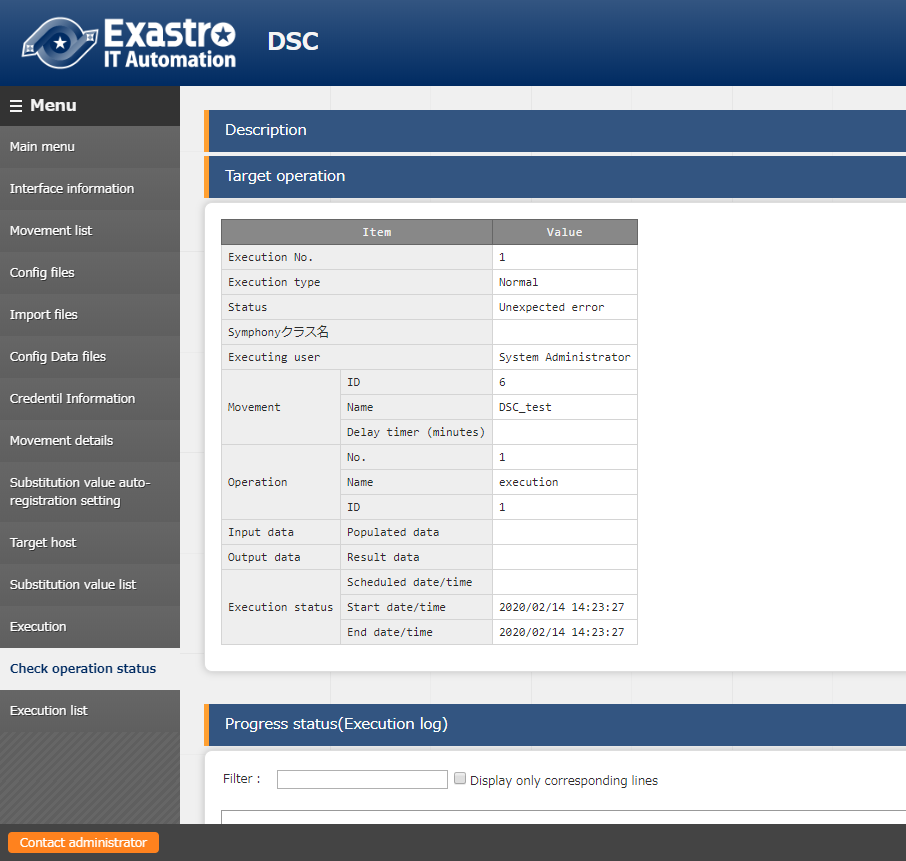 Exastro
IT Automation
DSC
Menu
Main menu
Interface information
Movement list
Config files
Import files
Config Data files
Credentil Information
Movement details
Substitution value auto-
registration setting
Target host
Substitution value list
Execution
Check operation status
Execution list
Description
Target operation
Item Value
Execution No. 1
Execution type Normal
Status Unexpected error
Symphonyクラス名
Executing user System Administrator
Movement ID 6
Name DSC_test
Delay timer (minutes)
Operation No. 1
Name execution
ID 1
Input data Populated data
Output data Result data
Execution status Scheduled date/time
Start date/time 2020/02/14 14:23:27
End date/time 2020/02/14 14:23:27
Progress status(Execution log)
Filter : Display only corresponding lines
Contact administrator